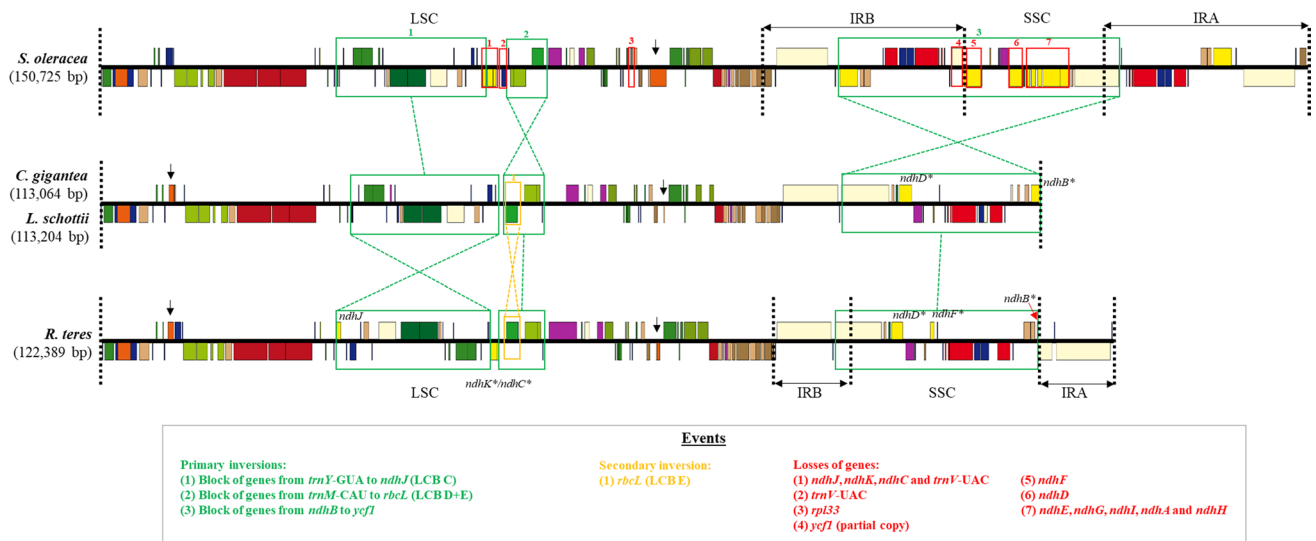 LSC IRB SSC IRA
1 1 2 2 3 3 4 5 6 7
S. oleracea
(150,725 bp)
C. gigantea
(113,064 bp)
L. schottii
(113,204 bp)
1
ndhD*
ndhB*
R. teres
(122,389 bp)
ndhJ
ndhD*
ndhF*
ndhB*
LSC
ndhK*/ndhC*
IRB
SSC
IRA
Events
Primary inversions:
(1) Block of genes from trnY-GUA to ndhJ (LCB C)
(2) Block of genes from trnM-CAU to rbcL (LCB D+E)
(3) Block of genes from ndhB to ycf1
Secondary inversion:
(1) rbcL (LCB E)
Losses of genes:
(1) ndhJ, ndhK, ndhC and trnV-UAC
(2) trnV-UAC
(3) rpl33
(4) ycf1 (partial copy)
(5) ndhF
(6) ndhD
(7) ndhE, ndhG, ndhI, ndhA and ndhH